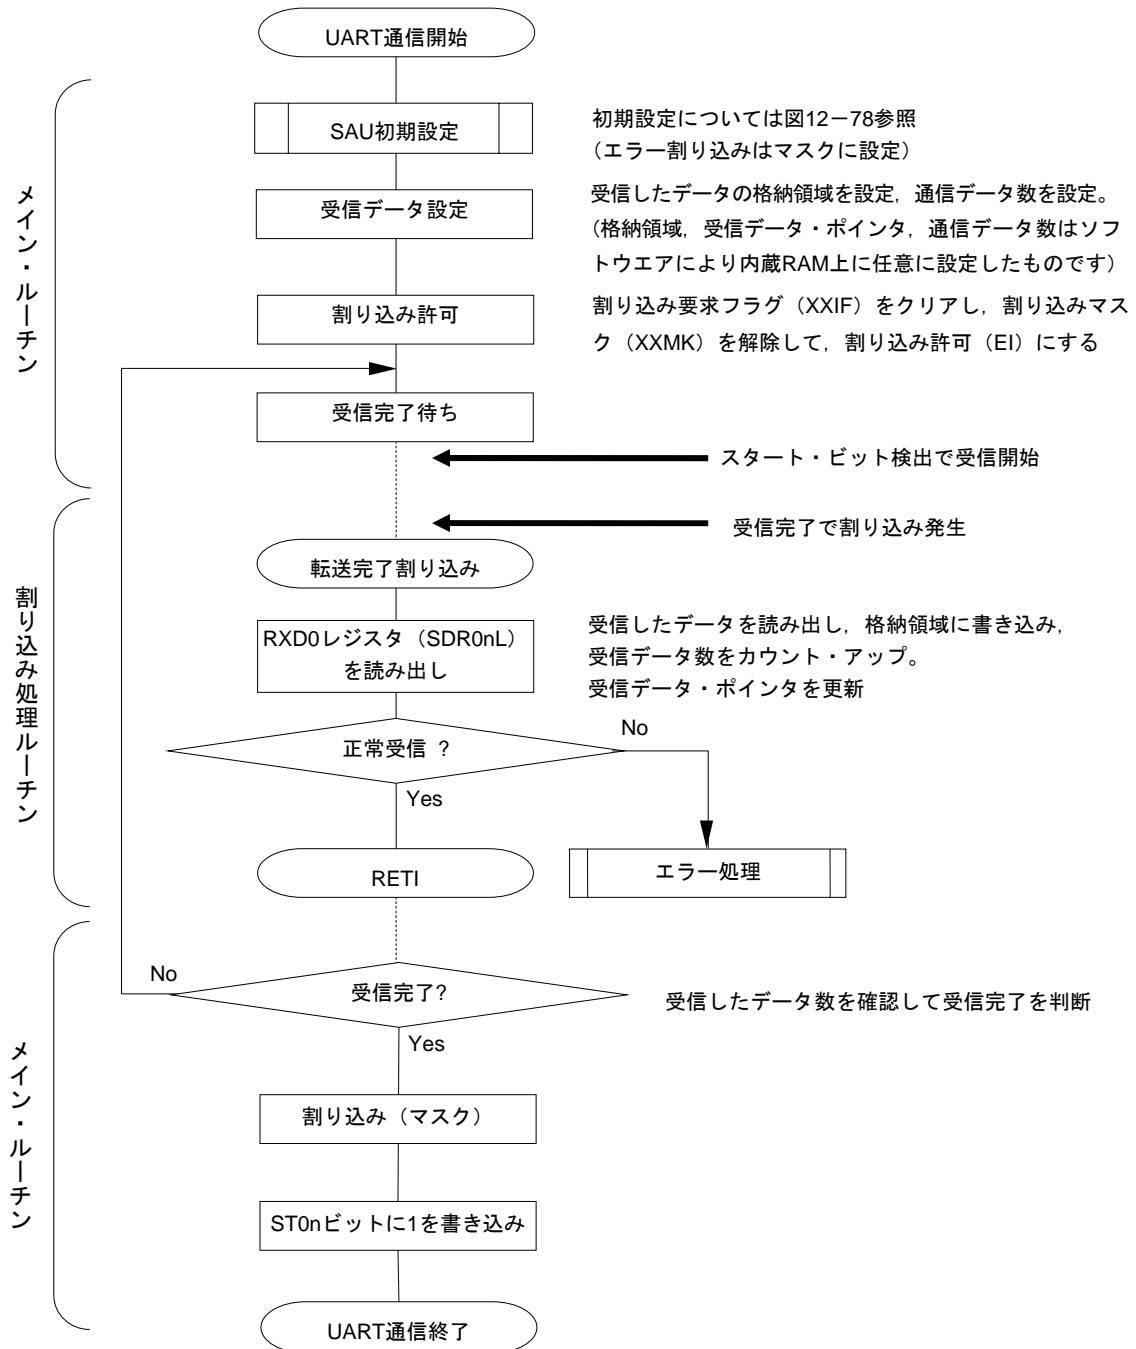 UART通信開始
メイン・ルーチン
SAU初期設定
初期設定については図12－78参照
（エラー割り込みはマスクに設定）
受信データ設定
受信したデータの格納領域を設定，通信データ数を設定。
（格納領域，受信データ・ポインタ，通信データ数はソフ
トウエアにより内蔵RAM上に任意に設定したものです）
割り込み許可
割り込み要求フラグ（XXIF）をクリアし，割り込みマス
ク（XXMK）を解除して，割り込み許可（EI）にする
受信完了待ち
スタート・ビット検出で受信開始
受信完了で割り込み発生
割り込み処理ルーチン
転送完了割り込み
RXD0レジスタ（SDR0nL）
を読み出し
受信したデータを読み出し，格納領域に書き込み，
受信データ数をカウント・アップ。
受信データ・ポインタを更新
正常受信 ？
No
Yes
エラー処理
RETI
メイン・ルーチン
No
受信完了?
受信したデータ数を確認して受信完了を判断
Yes
割り込み（マスク）
ST0nビットに1を書き込み
UART通信終了